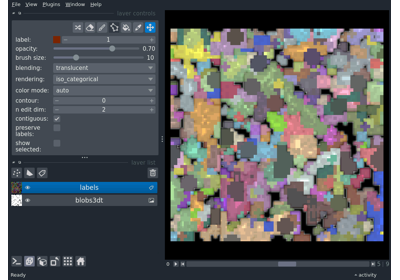 File View Plugins Window Help
layer controls
label: 1
opacity: 0.70
brush size: 10
blending: translucent
rendering: iso_categorical
color mode: auto
contour: 0
n edit dim: 2
contiguous:
preserve
labels:
show
selected:
layer list
labels
blobs3dt
activity